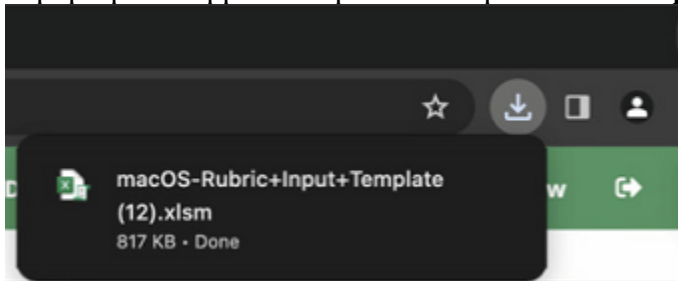 macOS-Rubric+Input+Template
(12).xlsm
817 KB • Done
w